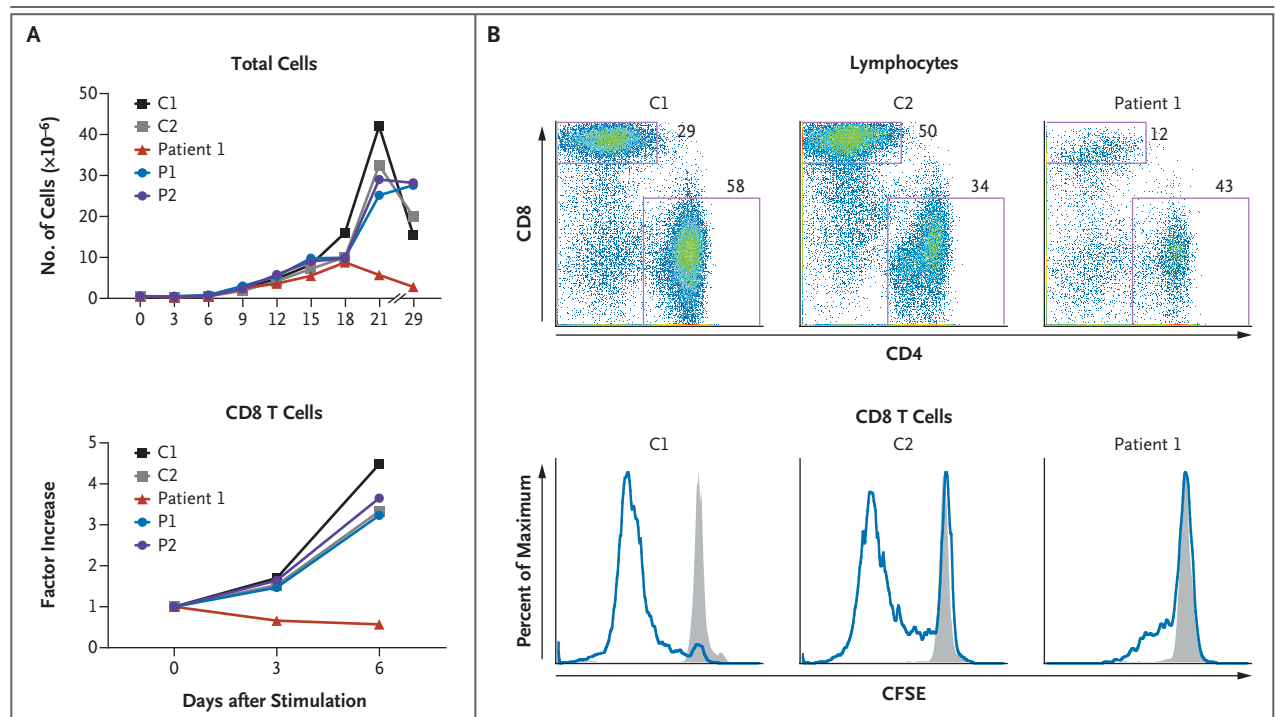 A
Total Cells
No. of Cells (×10⁻⁶)
50
40
30
20
10
0
C1
C2
Patient 1
P1
P2
0 3 6 9 12 15 18 21 29
CD8 T Cells
Factor Increase
5
4
3
2
1
0
C1
C2
Patient 1
P1
P2
0 3 6
Days after Stimulation
B
Lymphocytes
C1 C2 Patient 1
CD8
29 50 12
58 34 43
CD4
CD8 T Cells
C1 C2 Patient 1
Percent of Maximum
CFSE